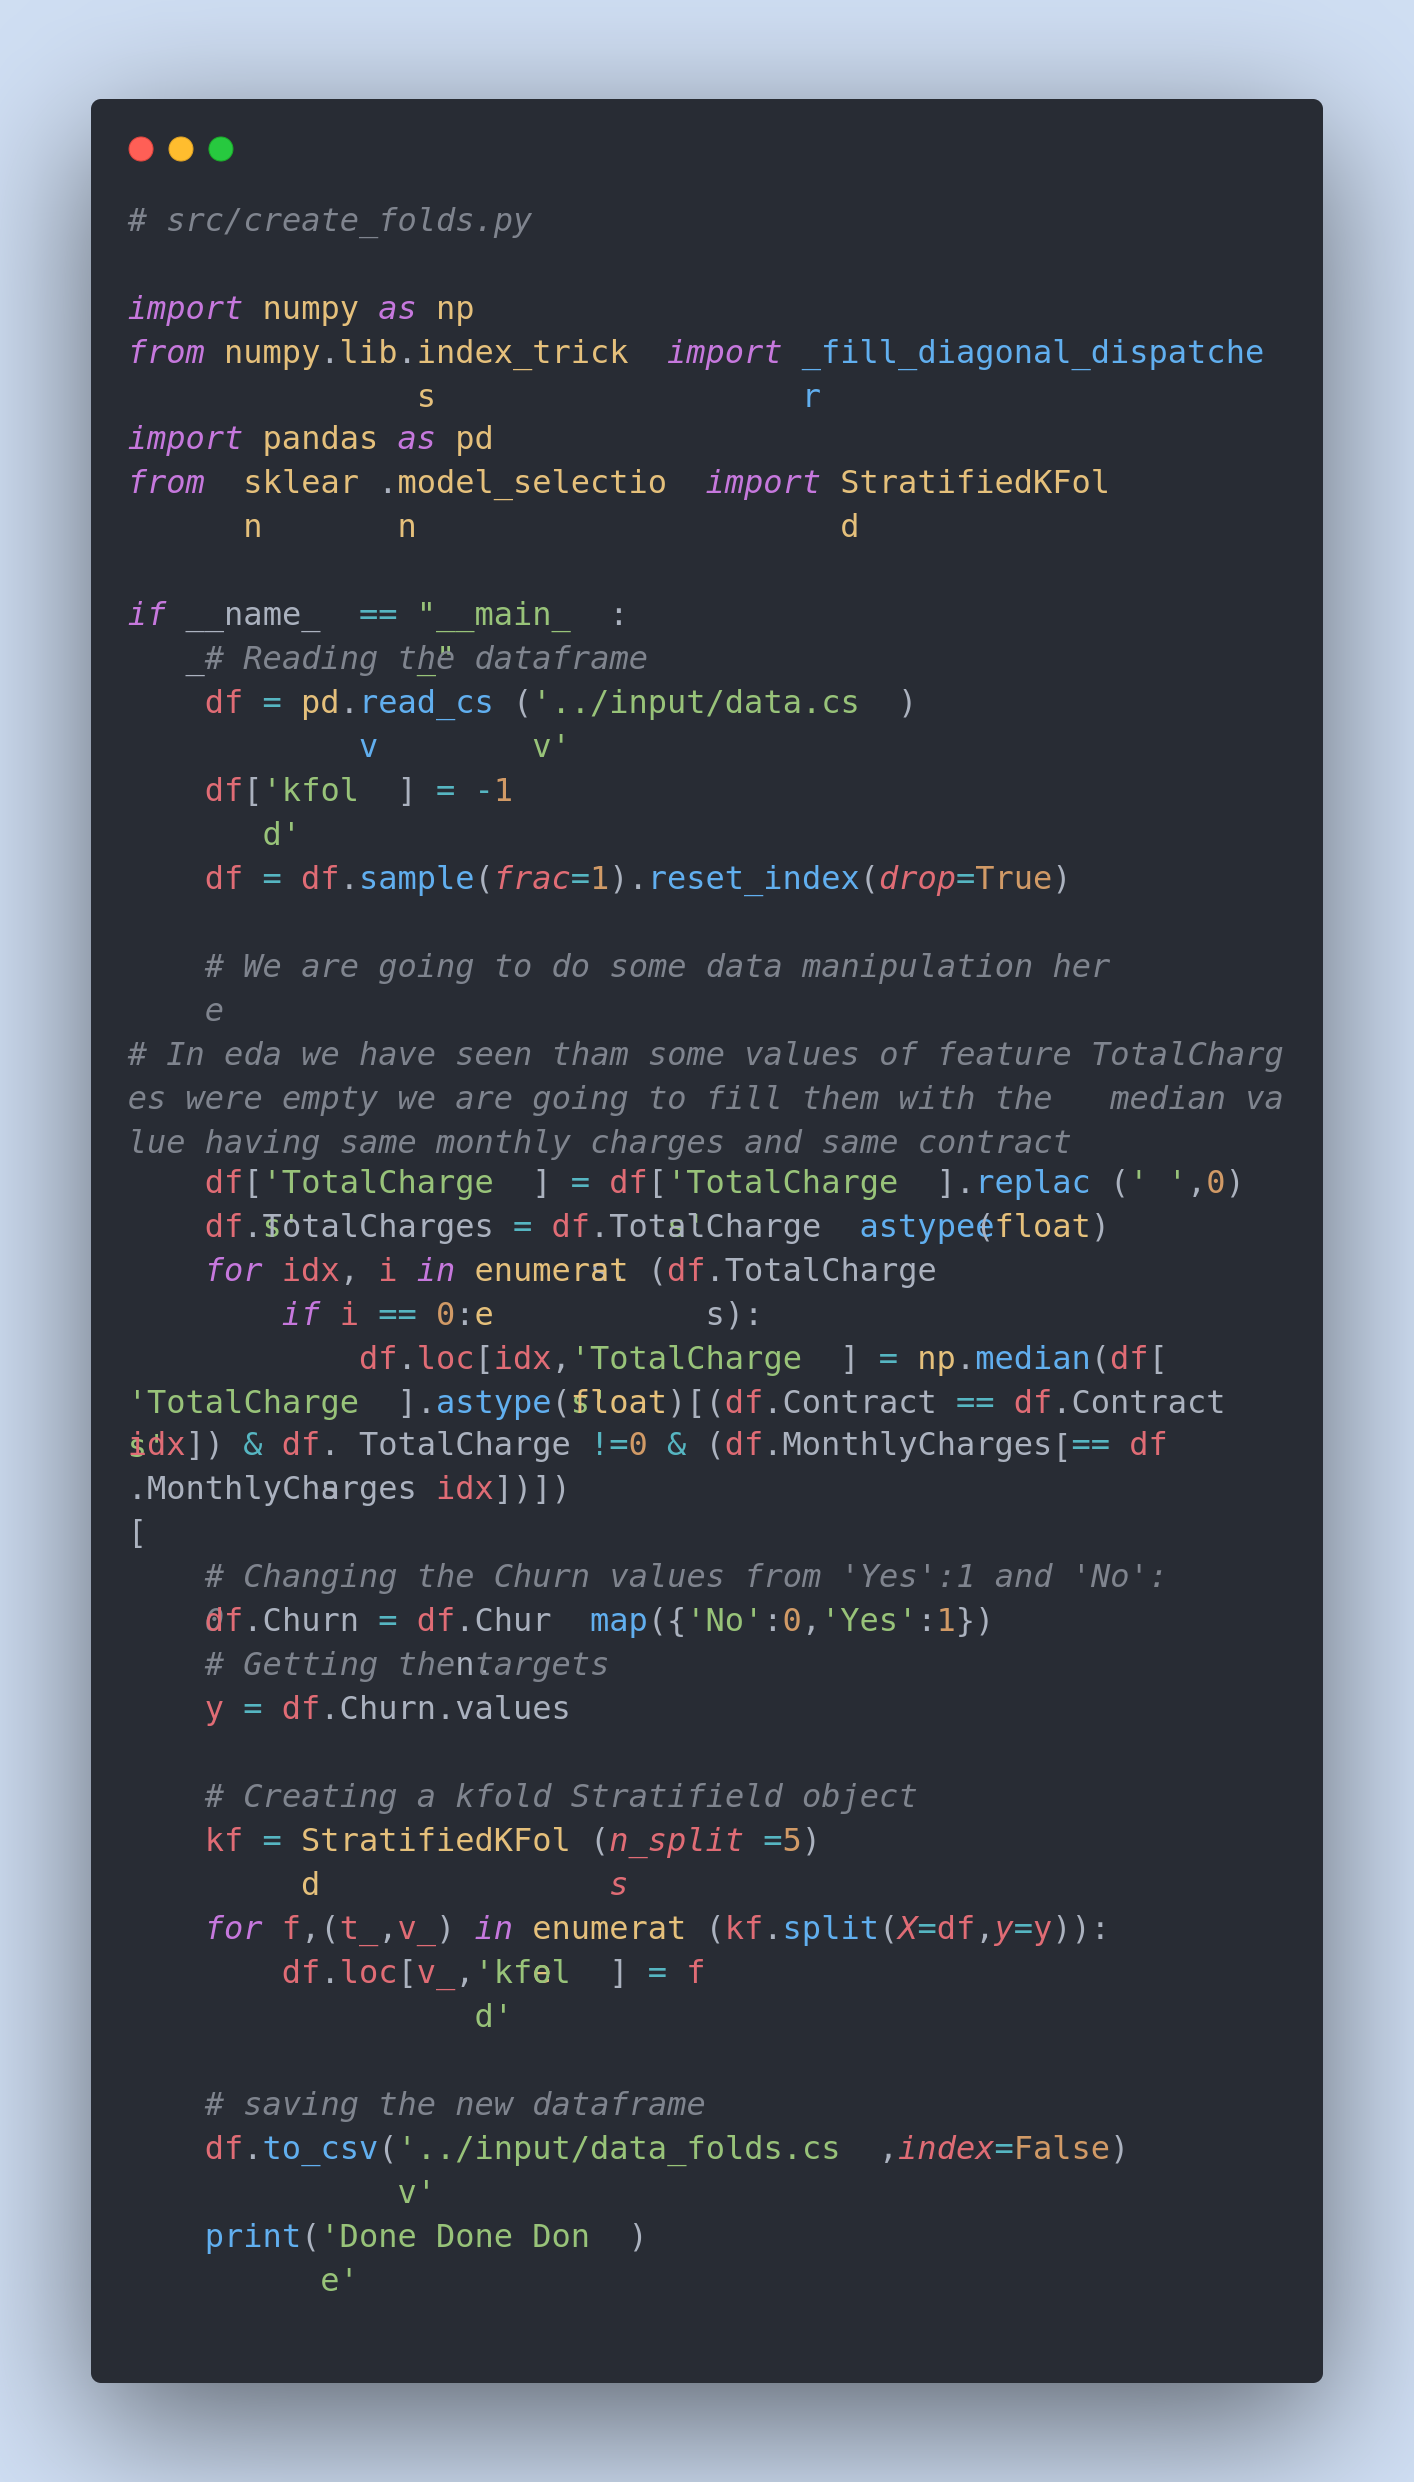 # src/create_folds.py
import numpy as np
from numpy.lib.index_tricks import _fill_diagonal_dispatcher
import pandas as pd
from sklearn.model_selection import StratifiedKFold
if __name__ == "__main__":
# Reading the dataframe
df = pd.read_csv('../input/data.csv')
df['kfold'] = -1
df = df.sample(frac=1).reset_index(drop=True)
# We are going to do some data manipulation here
# In eda we have seen tham some values of feature TotalCharg
es were empty we are going to fill them with the   median va
lue having same monthly charges and same contract
df['TotalCharges'] = df['TotalCharges'].replace(' ',0)
df.TotalCharges = df.TotalCharges.astype(float)
for idx, i in enumerate(df.TotalCharges):
if i == 0:
df.loc[idx,'TotalCharges'] = np.median(df[
'TotalCharges'].astype(float)[(df.Contract == df.Contract[
idx]) & df.TotalCharges !=0 & (df.MonthlyCharges == df
.MonthlyCharges[idx])])
# Changing the Churn values from 'Yes':1 and 'No':0
df.Churn = df.Churn.map({'No':0,'Yes':1})
# Getting the targets
y = df.Churn.values
# Creating a kfold Stratifield object
kf = StratifiedKFold(n_splits=5)
for f,(t_,v_) in enumerate(kf.split(X=df,y=y)):
df.loc[v_,'kfold'] = f
# saving the new dataframe
df.to_csv('../input/data_folds.csv',index=False)
print('Done Done Done')